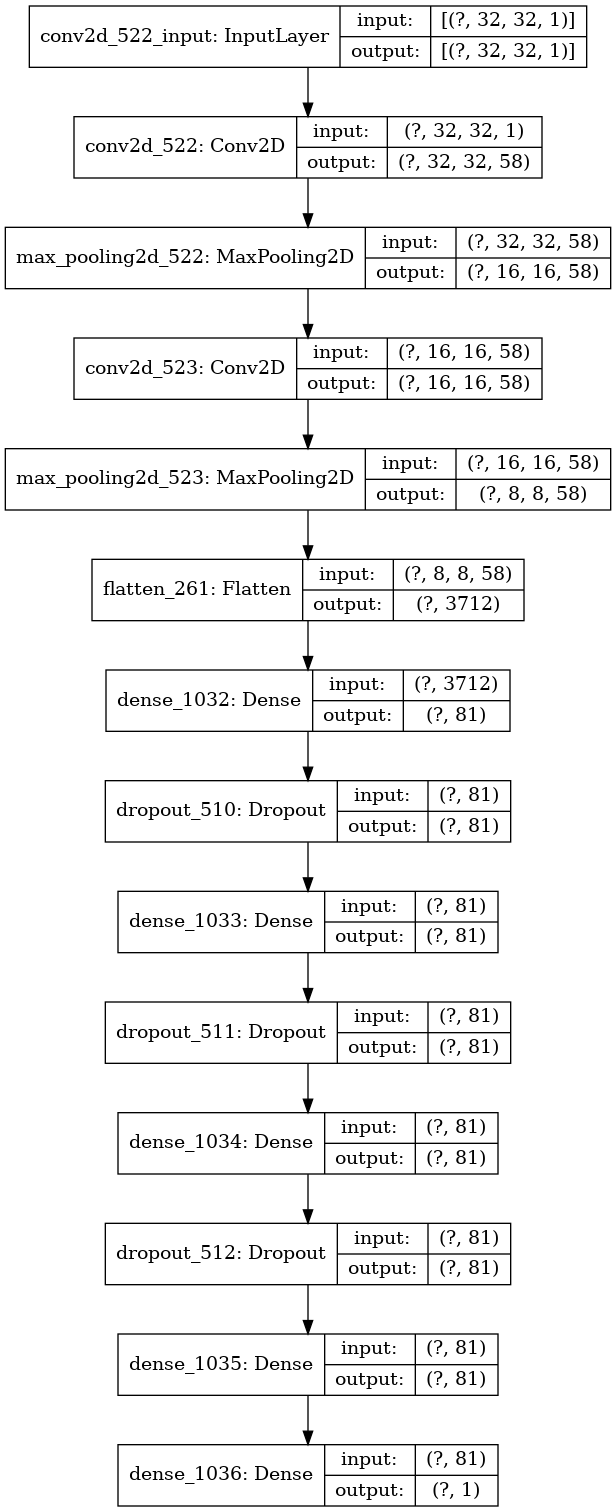 conv2d_522_input: InputLayer
input:
[(?, 32, 32, 1)]
output:
[(?, 32, 32, 1)]
conv2d_522: Conv2D
input:
(?, 32, 32, 1)
output:
(?, 32, 32, 58)
max_pooling2d_522: MaxPooling2D
input:
(?, 32, 32, 58)
output:
(?, 16, 16, 58)
conv2d_523: Conv2D
input:
(?, 16, 16, 58)
output:
(?, 16, 16, 58)
max_pooling2d_523: MaxPooling2D
input:
(?, 16, 16, 58)
output:
(?, 8, 8, 58)
flatten_261: Flatten
input:
(?, 8, 8, 58)
output:
(?, 3712)
dense_1032: Dense
input:
(?, 3712)
output:
(?, 81)
dropout_510: Dropout
input:
(?, 81)
output:
(?, 81)
dense_1033: Dense
input:
(?, 81)
output:
(?, 81)
dropout_511: Dropout
input:
(?, 81)
output:
(?, 81)
dense_1034: Dense
input:
(?, 81)
output:
(?, 81)
dropout_512: Dropout
input:
(?, 81)
output:
(?, 81)
dense_1035: Dense
input:
(?, 81)
output:
(?, 81)
dense_1036: Dense
input:
(?, 81)
output:
(?, 1)